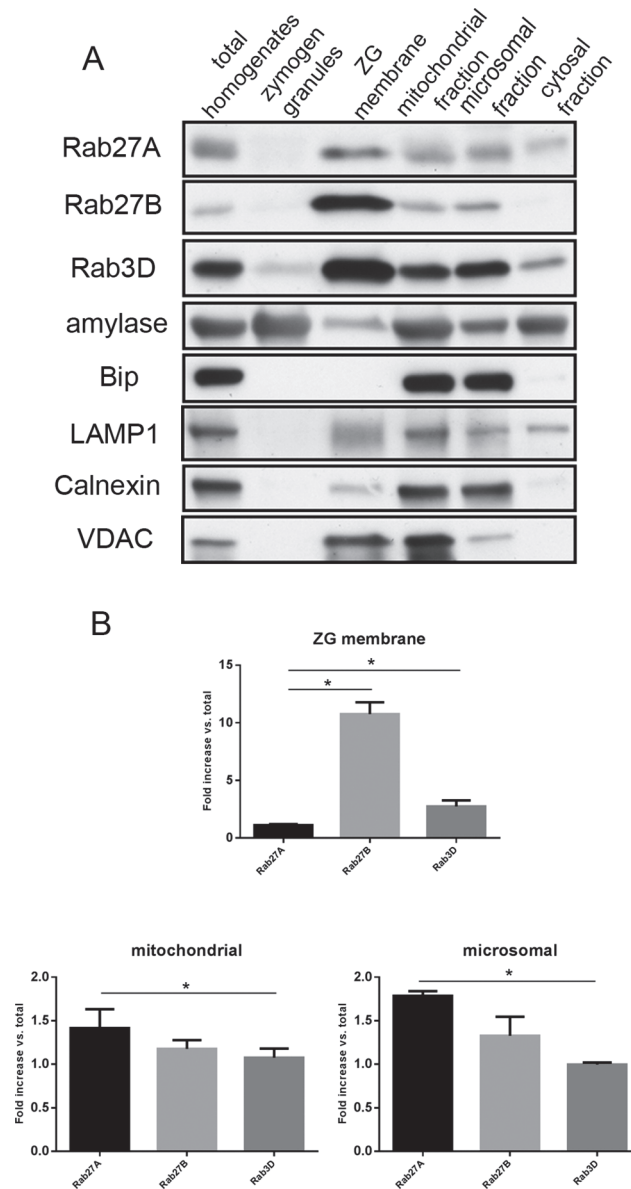 A
total homogenates
zymogen granules
ZG membrane
mitochondrial fraction
microsomal fraction
cytosal fraction
Rab27A
Rab27B
Rab3D
amylase
Bip
LAMP1
Calnexin
VDAC
B
ZG membrane
Fold increase vs. total
15
10
5
0
*
*
Rab27A
Rab27B
Rab3D
mitochondrial
Fold increase vs. total
2.0
1.5
1.0
0.5
0.0
*
Rab27A
Rab27B
Rab3D
microsomal
Fold increase vs. total
2.0
1.5
1.0
0.5
0.0
*
Rab27A
Rab27B
Rab3D